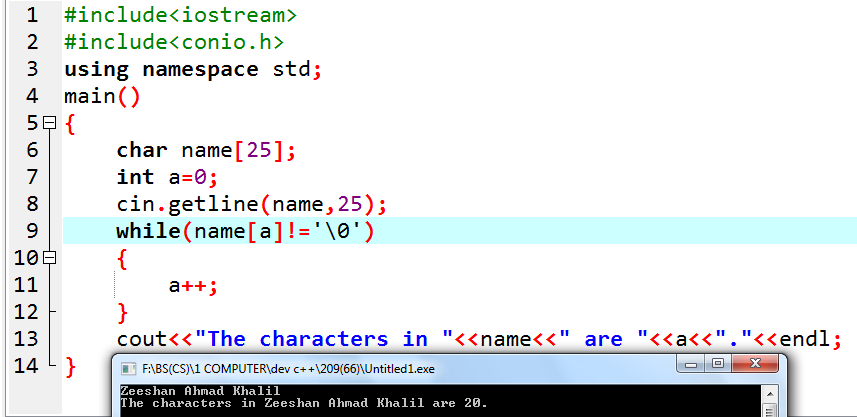 1 #include<iostream>
2 #include<conio.h>
3 using namespace std;
4 main()
5 {
6 char name[25];
7 int a=0;
8 cin.getline(name,25);
9 while(name[a]!='\0')
10 {
11 a++;
12 }
13 cout<<"The characters in "<<name<<" are "<<a<<"."<<endl;
14 }
F:\BS(CS)\1 COMPUTER\dev c++\209(66)\Untitled1.exe
Zeeshan Ahmad Khalil
The characters in Zeeshan Ahmad Khalil are 20.